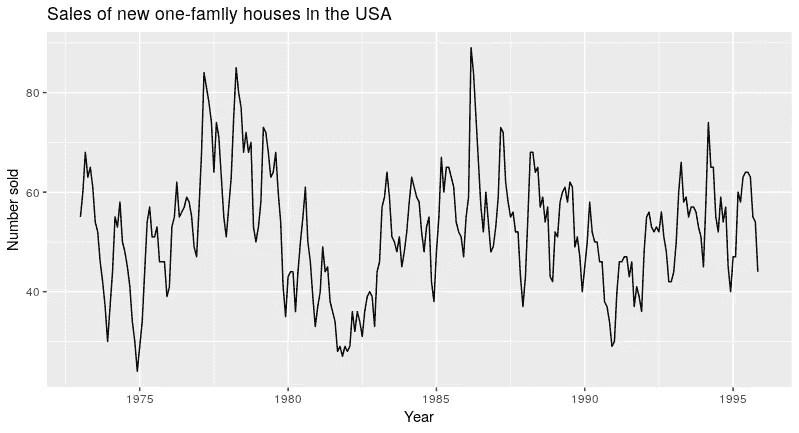 Sales of new one-family houses in the USA
80
60
40
Number sold
1975 1980 1985 1990 1995
Year